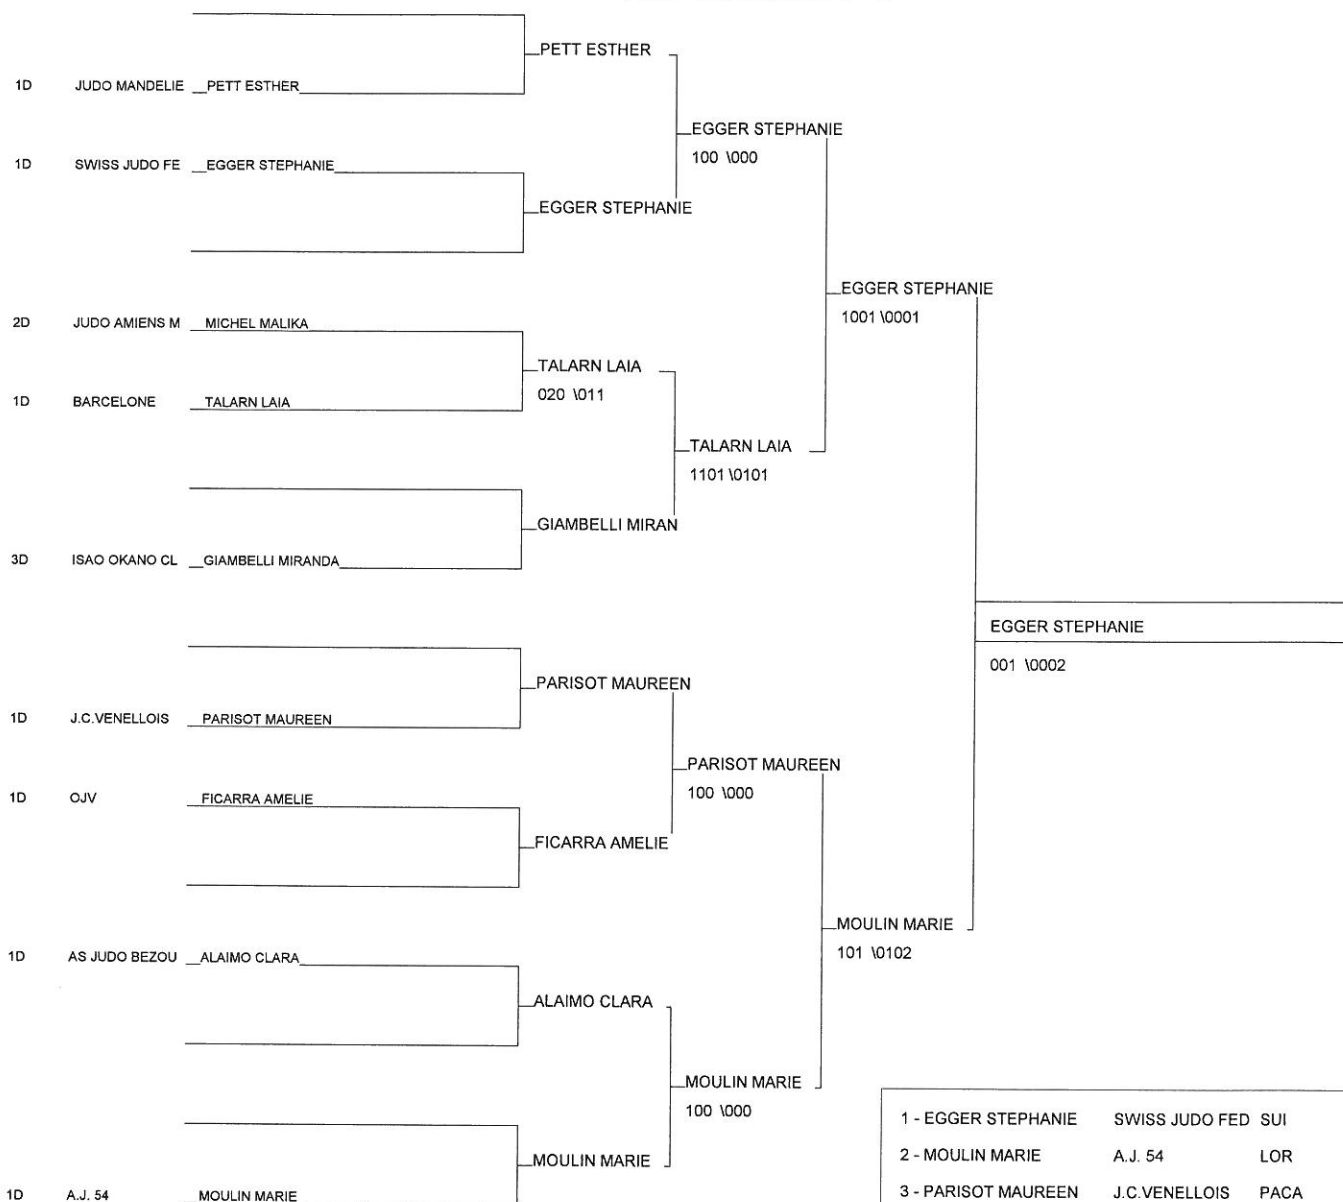 PETT ESTHER
1D JUDO MANDELIE PETT ESTHER
EGGER STEPHANIE
100 \000
1D SWISS JUDO FE EGGER STEPHANIE
EGGER STEPHANIE
EGGER STEPHANIE
1001 \0001
2D JUDO AMIENS M MICHEL MALIKA
TALARN LAIA
020 \011
1D BARCELONE TALARN LAIA
TALARN LAIA
1101 \0101
GIAMBELLI MIRAN
3D ISAO OKANO CL GIAMBELLI MIRANDA
EGGER STEPHANIE
001 \0002
PARISOT MAUREEN
1D J.C.VENELLOIS PARISOT MAUREEN
PARISOT MAUREEN
100 \000
1D OJV FICARRA AMELIE
FICARRA AMELIE
MOULIN MARIE
101 \0102
1D AS JUDO BEZOU ALAIMO CLARA
ALAIMO CLARA
MOULIN MARIE
100 \000
1 - EGGER STEPHANIE SWISS JUDO FED SUI
2 - MOULIN MARIE A.J. 54 LOR
MOULIN MARIE
1D A.J. 54 MOULIN MARIE
3 - PARISOT MAUREEN J.C.VENELLOIS PACA